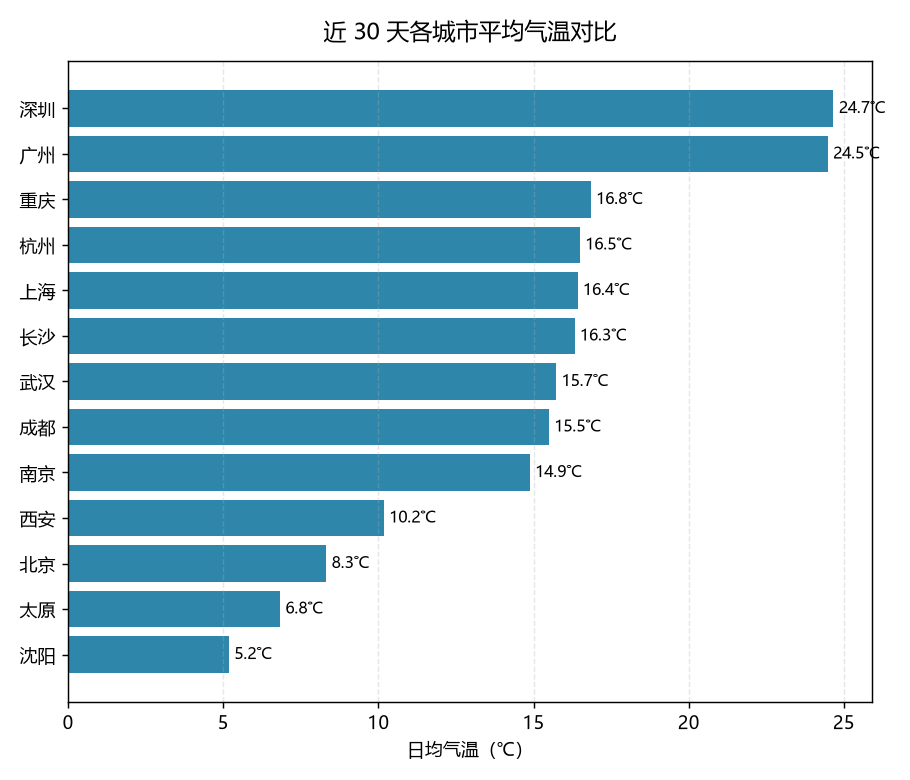 近 30 天各城市平均气温对比
深圳 24.7℃
广州 24.5℃
重庆 16.8℃
杭州 16.5℃
上海 16.4℃
长沙 16.3℃
武汉 15.7℃
成都 15.5℃
南京 14.9℃
西安 10.2℃
北京 8.3℃
太原 6.8℃
沈阳 5.2℃
0 5 10 15 20 25
日均气温（℃）